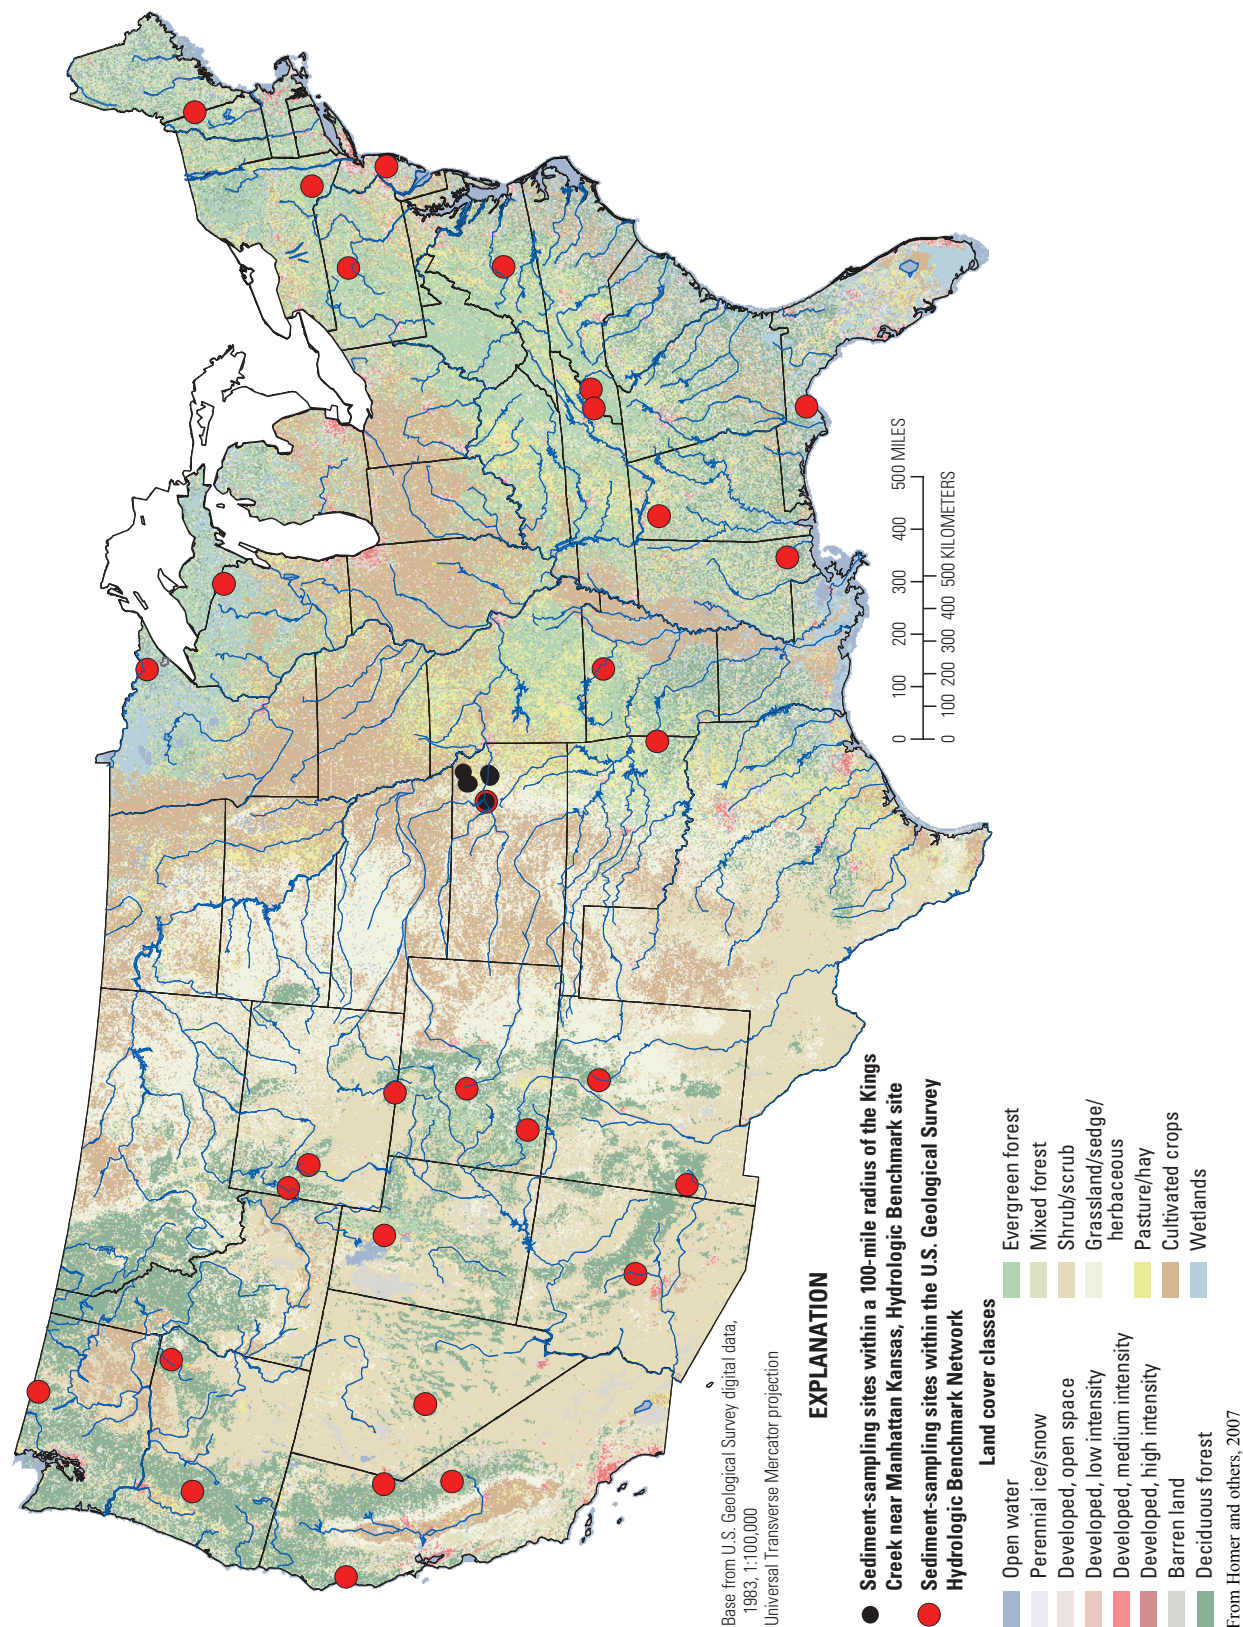 500 MILES
400
300
200
100
0
500 KILOMETERS
400
300
200
100
0
Base from U.S. Geological Survey digital data,
1983, 1:100,000
Universal Transverse Mercator projection
EXPLANATION
Sediment-sampling sites within a 100-mile radius of the Kings
Creek near Manhattan Kansas, Hydrologic Benchmark site
Sediment-sampling sites within the U.S. Geological Survey
Hydrologic Benchmark Network
Land cover classes
Open water
Perennial ice/snow
Developed, open space
Developed, low intensity
Developed, medium intensity
Developed, high intensity
Barren land
Deciduous forest
Evergreen forest
Mixed forest
Shrub/scrub
Grassland/sedge/
herbaceous
Pasture/hay
Cultivated crops
Wetlands
From Homer and others, 2007